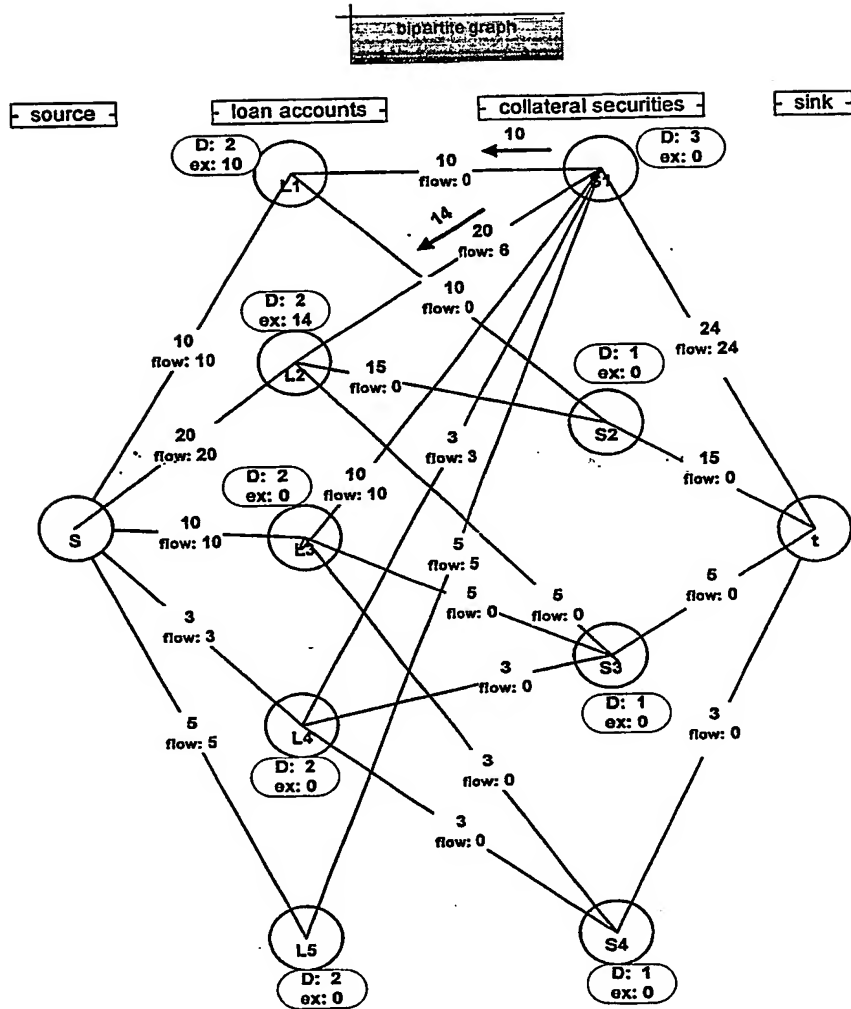 bipartite graph
source
loan accounts
collateral securities
sink
D: 2
ex: 10
L1
10
flow: 0
10
S1
D: 3
ex: 0
14
20
flow: 6
10
flow: 0
D: 2
ex: 14
L2
10
flow: 10
15
flow: 0
24
flow: 24
D: 1
ex: 0
S2
20
flow: 20
3
flow: 3
15
flow: 0
D: 2
ex: 0
10
flow: 10
S
10
flow: 10
L3
5
flow: 5
t
5
flow: 0
5
flow: 0
5
flow: 0
3
flow: 3
S3
D: 1
ex: 0
3
flow: 0
5
flow: 5
L4
D: 2
ex: 0
3
flow: 0
3
flow: 0
3
flow: 0
L5
D: 2
ex: 0
S4
D: 1
ex: 0